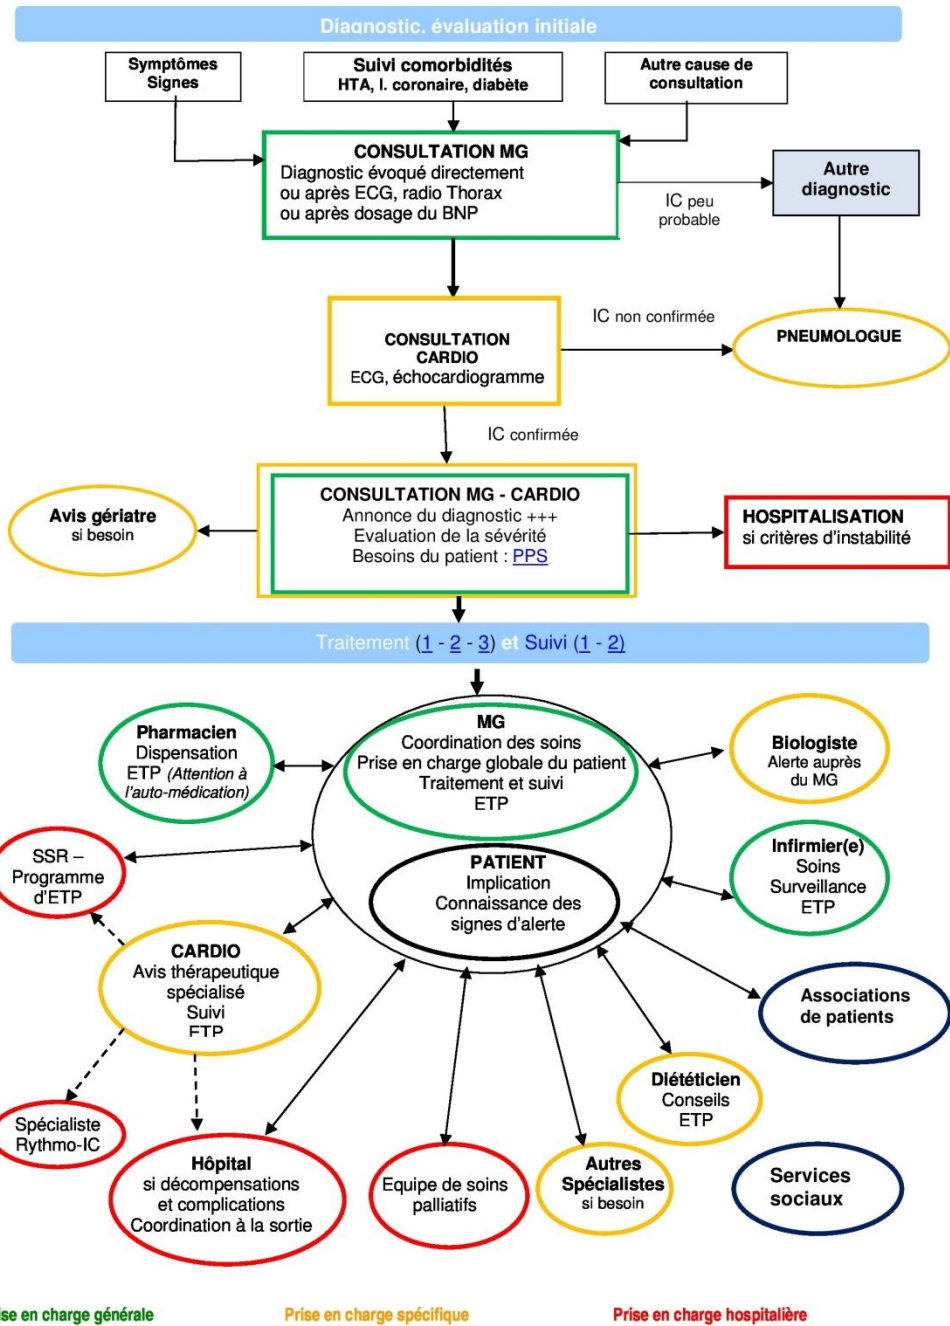 Diagnostic, évaluation initiale
Symptômes
Signes
Suivi comorbidités
HTA, I. coronaire, diabète
Autre cause de
consultation
CONSULTATION MG
Diagnostic évoqué directement
ou après ECG, radio Thorax
ou après dosage du BNP
IC peu
probable
Autre
diagnostic
CONSULTATION
CARDIO
ECG, échocardiogramme
IC non confirmée
PNEUMOLOGUE
IC confirmée
Avis gériatre
si besoin
CONSULTATION MG - CARDIO
Annonce du diagnostic +++
Evaluation de la sévérité
Besoins du patient : PPS
HOSPITALISATION
si critères d'instabilité
Traitement (1 - 2 - 3) et Suivi (1 - 2)
Pharmacien
Dispensation
ETP (Attention à
l'auto-médication)
MG
Coordination des soins
Prise en charge globale du patient
Traitement et suivi
ETP
Biologiste
Alerte auprès
du MG
SSR –
Programme
d'ETP
PATIENT
Implication
Connaissance des
signes d'alerte
Infirmier(e)
Soins
Surveillance
ETP
CARDIO
Avis thérapeutique
spécialisé
Suivi
ETP
Associations
de patients
Diététicien
Conseils
ETP
Spécialiste
Rythmo-IC
Hôpital
si décompensations
et complications
Coordination à la sortie
Equipe de soins
palliatifs
Autres
Spécialistes
si besoin
Services
sociaux
ise en charge générale
Prise en charge spécifique
Prise en charge hospitalière